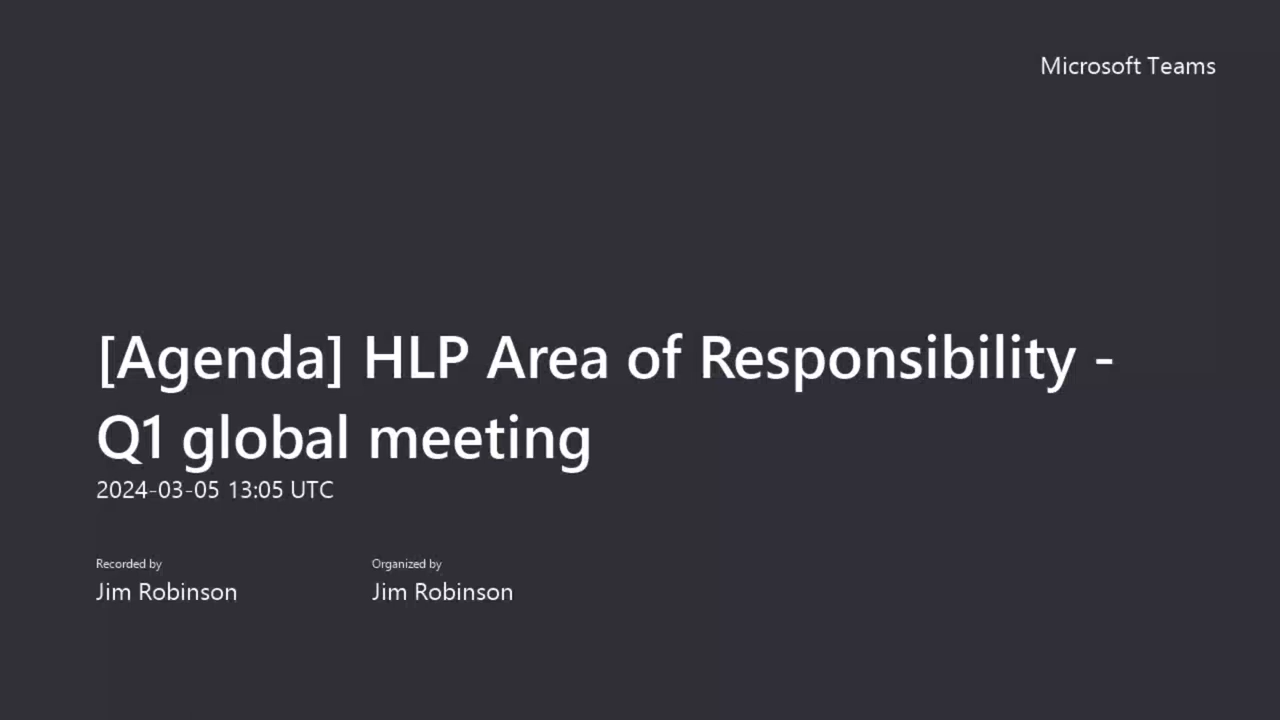 Microsoft Teams
[Agenda] HLP Area of Responsibility -
Q1 global meeting
2024-03-05 13:05 UTC
Recorded by
Organized by
Jim Robinson
Jim Robinson